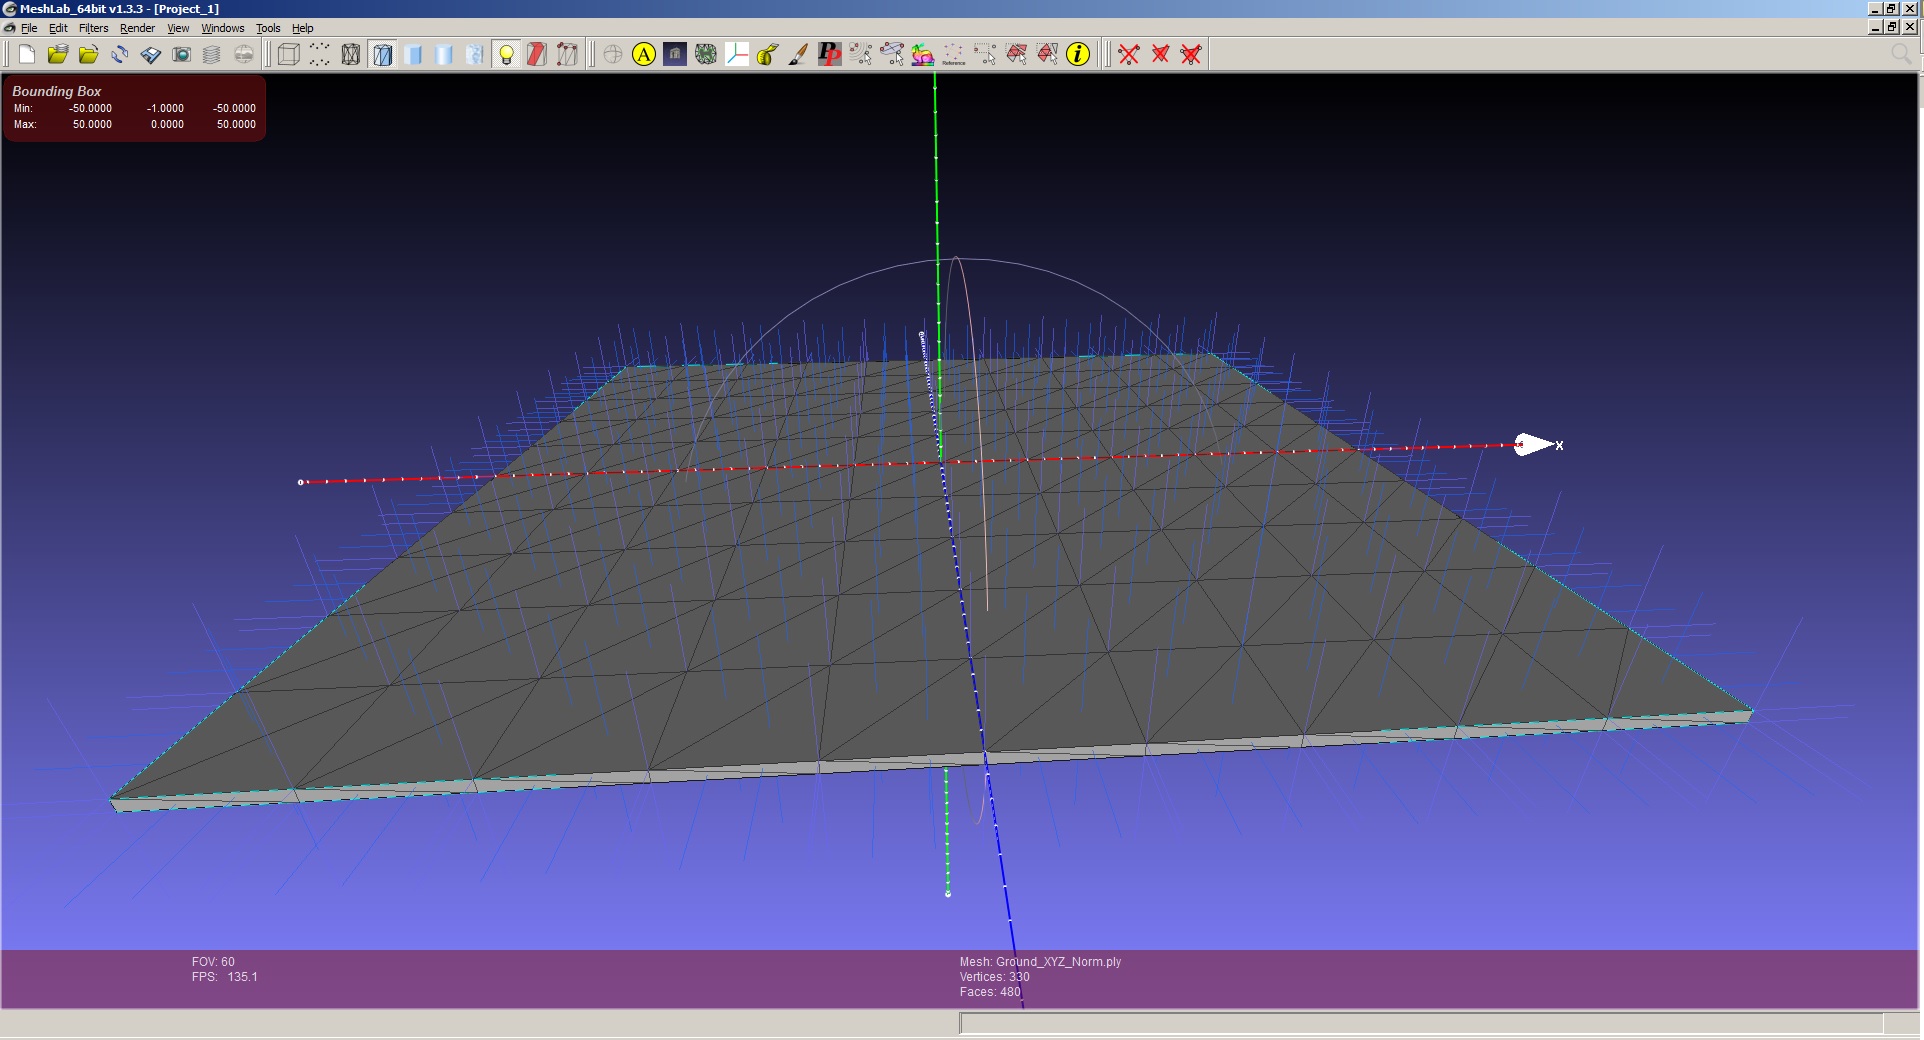 MeshLab_64bit v1.3.3 - [Project_1]
File Edit Filters Render View Windows Tools Help
A
PP
Reference
i
Bounding Box
Min: -50.0000 -1.0000 -50.0000
Max: 50.0000 0.0000 50.0000
X
FOV: 60
FPS: 135.1
Mesh: Ground_XYZ_Norm.ply
Vertices: 330
Faces: 480